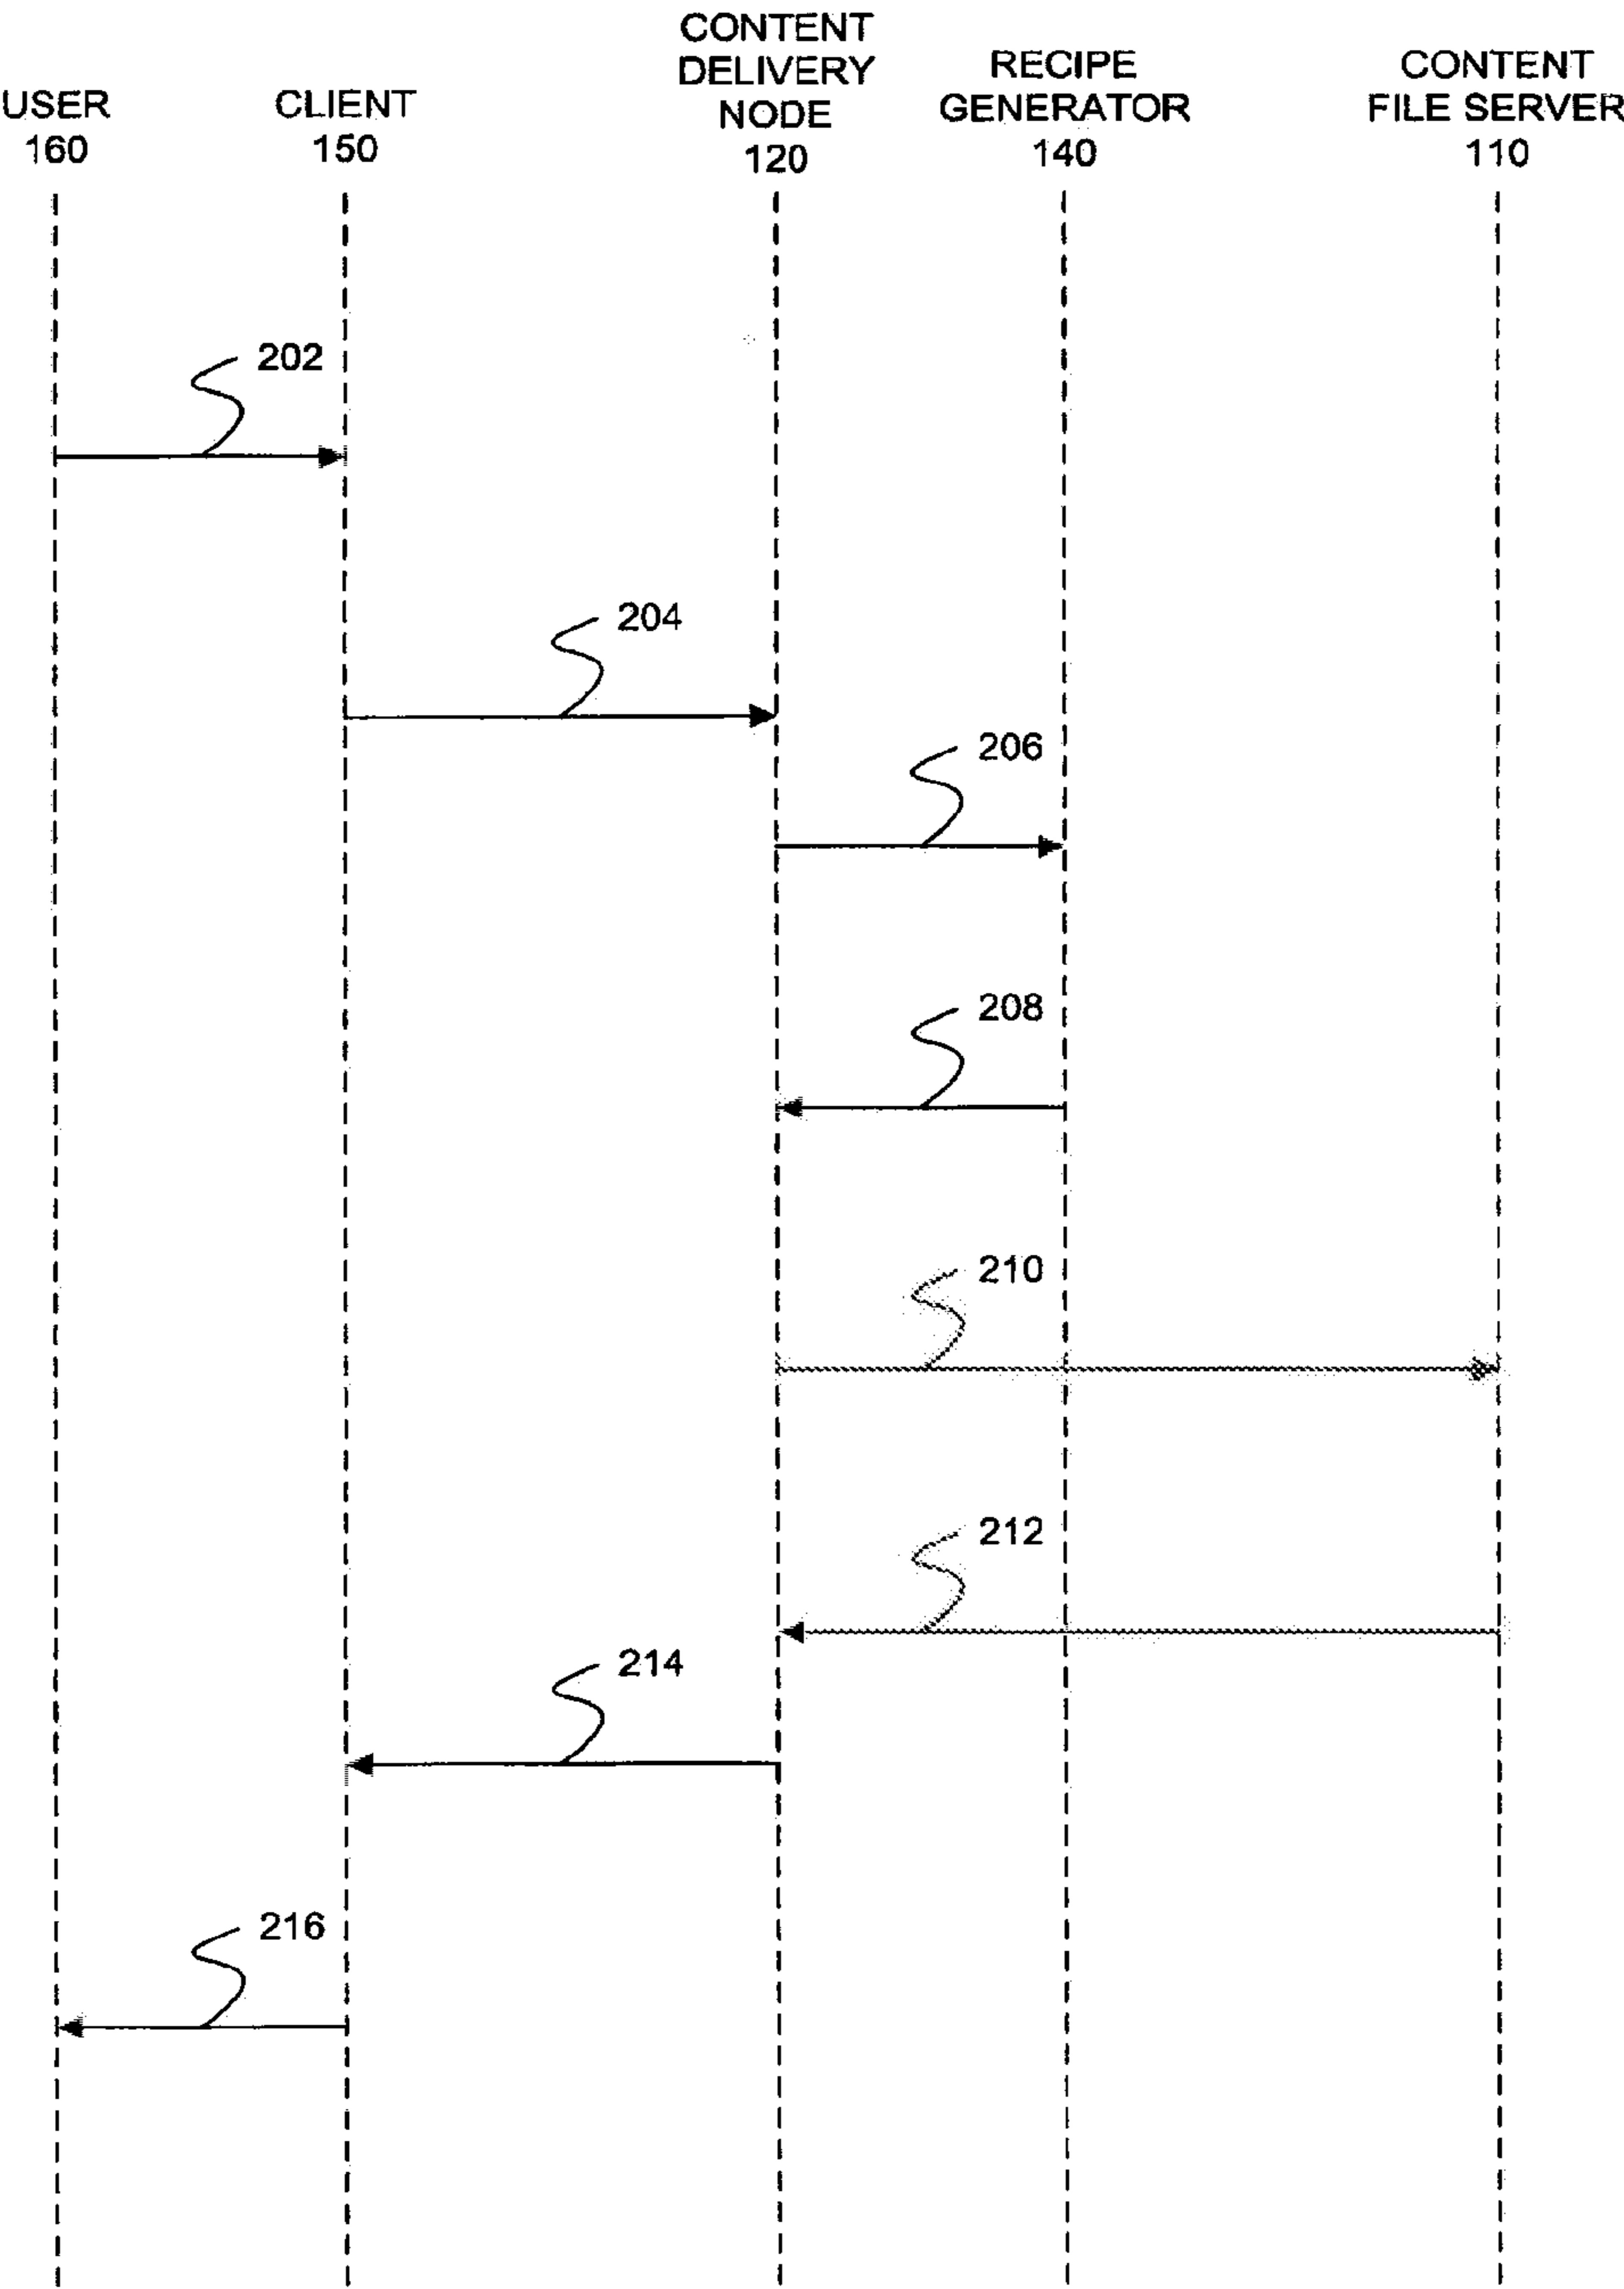 USER
160
CLIENT
150
CONTENT
DELIVERY
NODE
120
RECIPE
GENERATOR
140
CONTENT
FILE SERVER
110
202
204
206
208
210
212
214
216